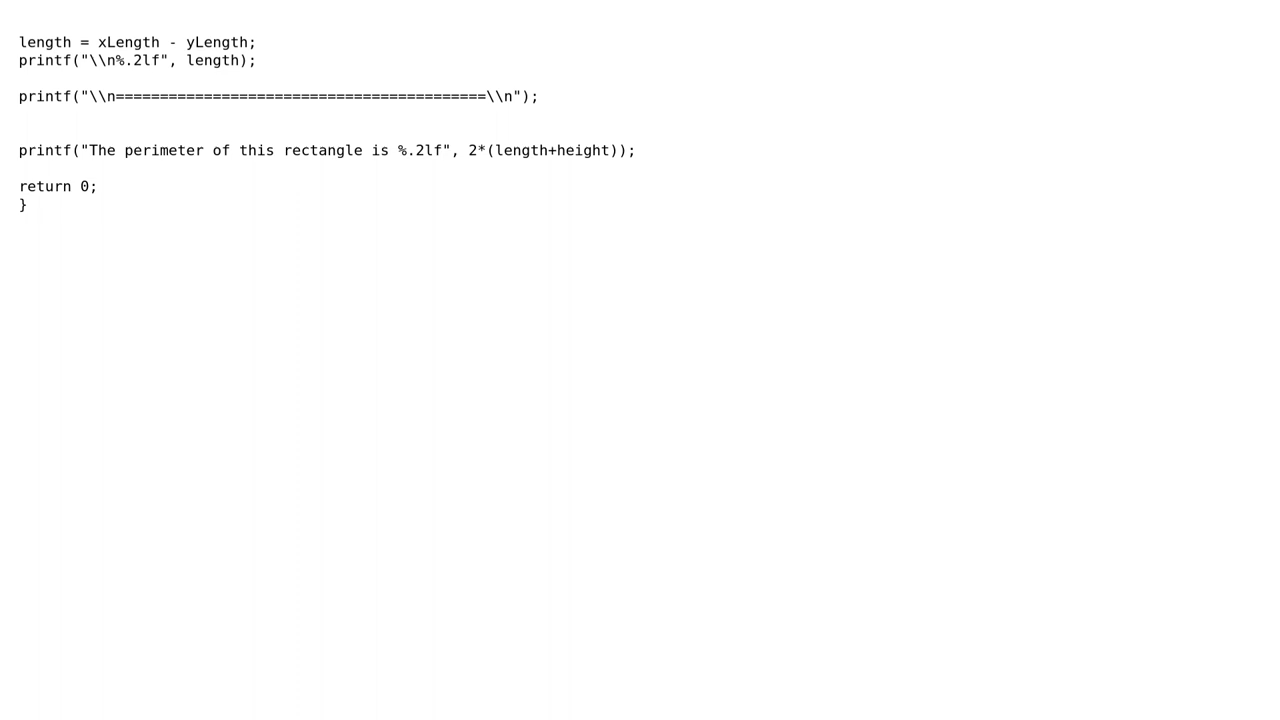 length = xLength - yLength;
printf("\\n%.2lf", length);
printf("\\n==========================================\\n");
printf("The perimeter of this rectangle is %.2lf", 2*(length+height));
return 0;
}